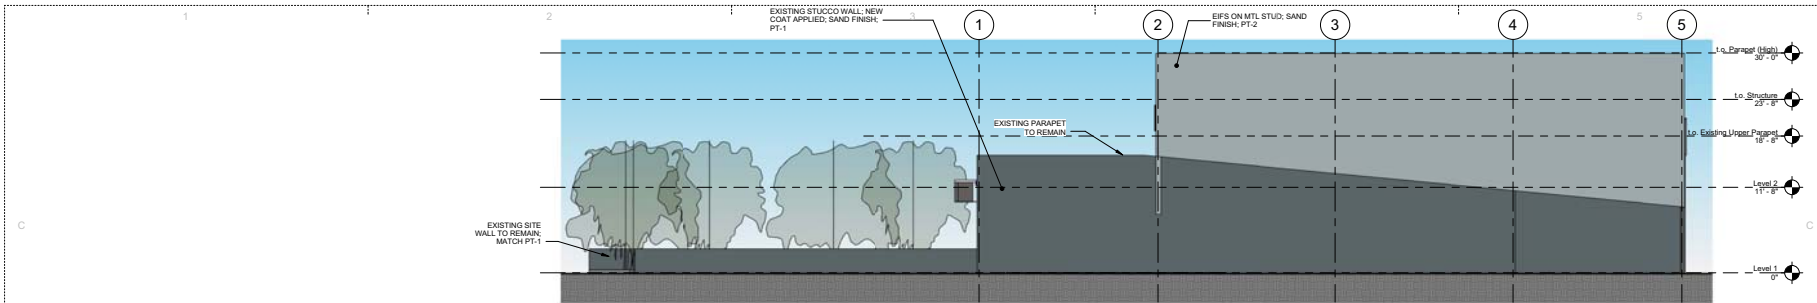 1
2
3
5
EXISTING STUCCO WALL; NEW
COAT APPLIED; SAND FINISH;
PT-1
1
2
EIFS ON MTL STUD; SAND
FINISH; PT-2
3
4
5
t.o. Parapet (High)
30' - 0"
t.o. Structure
23' - 8"
EXISTING PARAPET
TO REMAIN
t.o. Existing Upper Parapet
18' - 8"
Level 2
11' - 8"
C
EXISTING SITE
WALL TO REMAIN;
MATCH PT-1
C
Level 1
0"